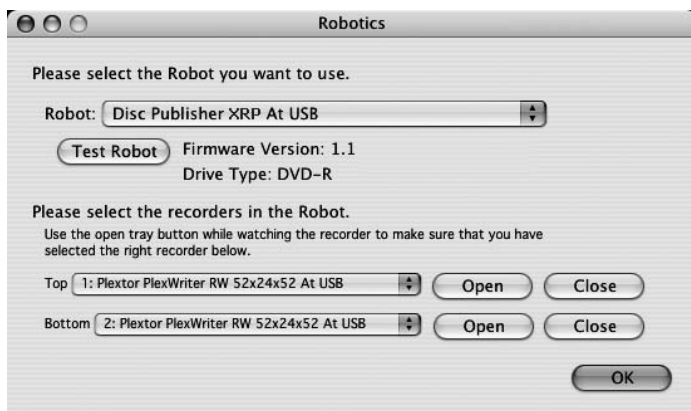 Robotics
Please select the Robot you want to use.
Robot: Disc Publisher XRP At USB
Test Robot Firmware Version: 1.1
Drive Type: DVD-R
Please select the recorders in the Robot.
Use the open tray button while watching the recorder to make sure that you have
selected the right recorder below.
Top 1: Plextor PlexWriter RW 52x24x52 At USB Open Close
Bottom 2: Plextor PlexWriter RW 52x24x52 At USB Open Close
OK